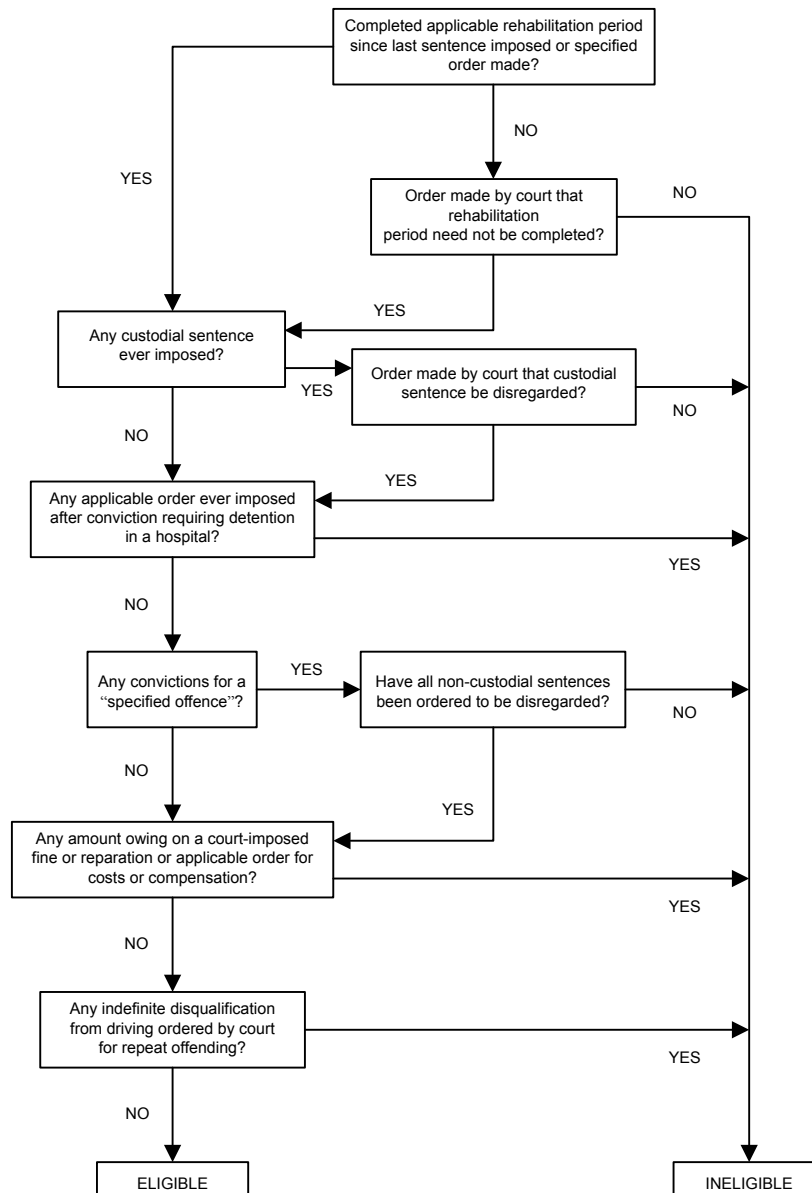 Completed applicable rehabilitation period
since last sentence imposed or specified
order made?
NO
YES
Order made by court that
rehabilitation
period need not be completed?
NO
YES
Any custodial sentence
ever imposed?
YES
Order made by court that custodial
sentence be disregarded?
NO
NO
YES
Any applicable order ever imposed
after conviction requiring detention
in a hospital?
YES
NO
Any convictions for a
“specified offence”?
YES
Have all non-custodial sentences
been ordered to be disregarded?
NO
NO
YES
Any amount owing on a court-imposed
fine or reparation or applicable order for
costs or compensation?
YES
NO
Any indefinite disqualification
from driving ordered by court
for repeat offending?
YES
NO
ELIGIBLE
INELIGIBLE